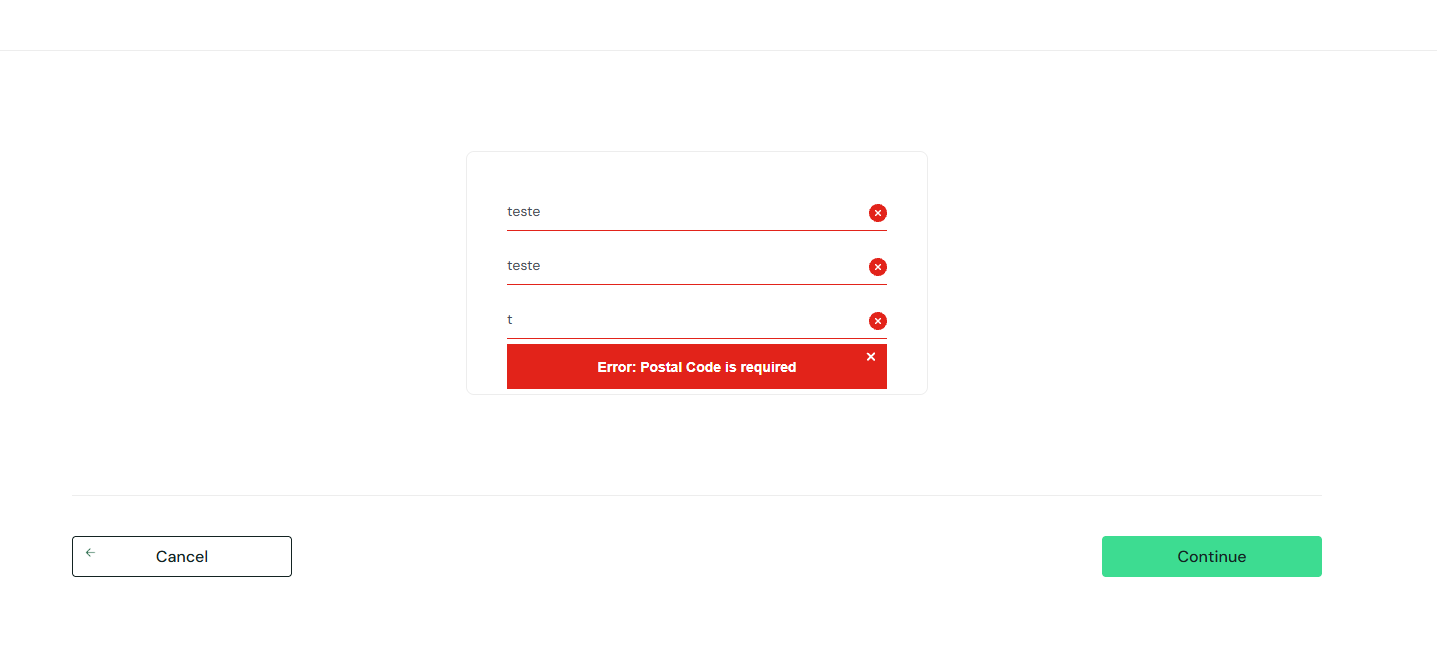 teste
teste
t
Error: Postal Code is required
Cancel
Continue